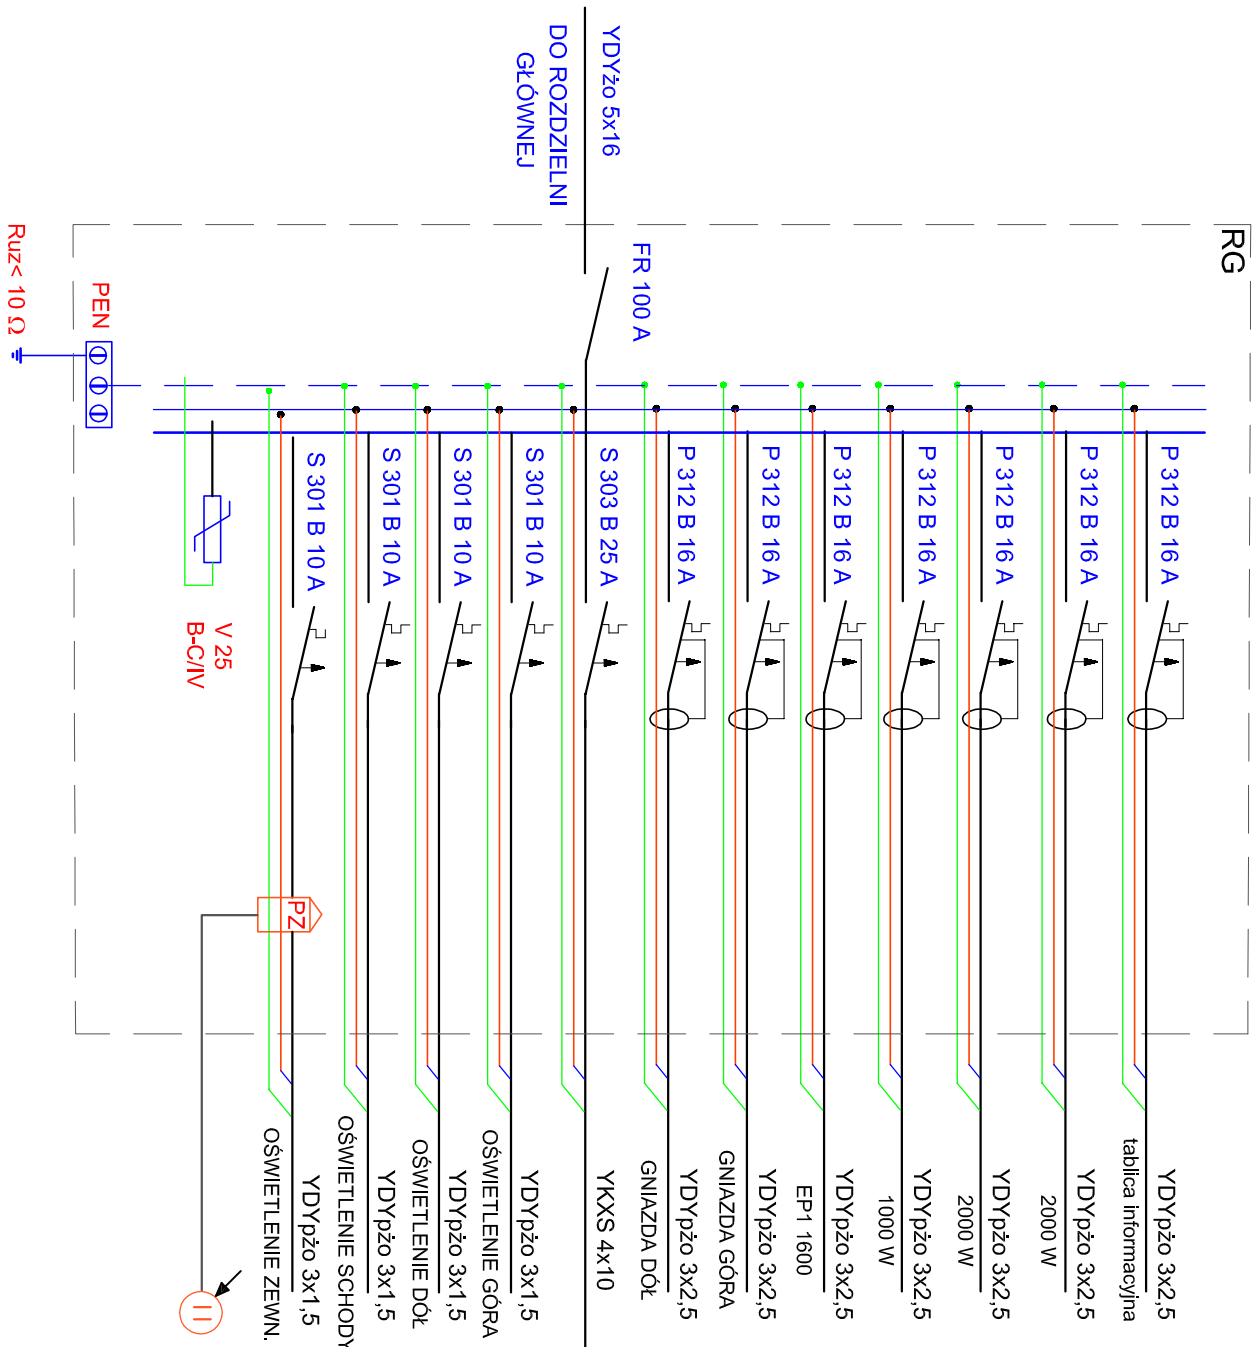 RG
YDYżo 5x16
DO ROZDZIELNI
GŁÓWNEJ
FR 100 A
PEN
Ruz< 10 Ω
P 312 B 16 A
P 312 B 16 A
P 312 B 16 A
P 312 B 16 A
P 312 B 16 A
P 312 B 16 A
P 312 B 16 A
S 303 B 25 A
S 301 B 10 A
S 301 B 10 A
S 301 B 10 A
S 301 B 10 A
V 25
B-C/IV
PZ
YDYpżo 3x2,5
tablica informacyjna
YDYpżo 3x2,5
2000 W
YDYpżo 3x2,5
2000 W
YDYpżo 3x2,5
1000 W
YDYpżo 3x2,5
EP1 1600
YDYpżo 3x2,5
GNIAZDA GÓRA
YDYpżo 3x2,5
GNIAZDA DÓŁ
YKXS 4x10
YDYpżo 3x1,5
OŚWIETLENIE GÓRA
YDYpżo 3x1,5
OŚWIETLENIE DÓŁ
YDYpżo 3x1,5
OŚWIETLENIE SCHODY
YDYpżo 3x1,5
OŚWIETLENIE ZEWN.